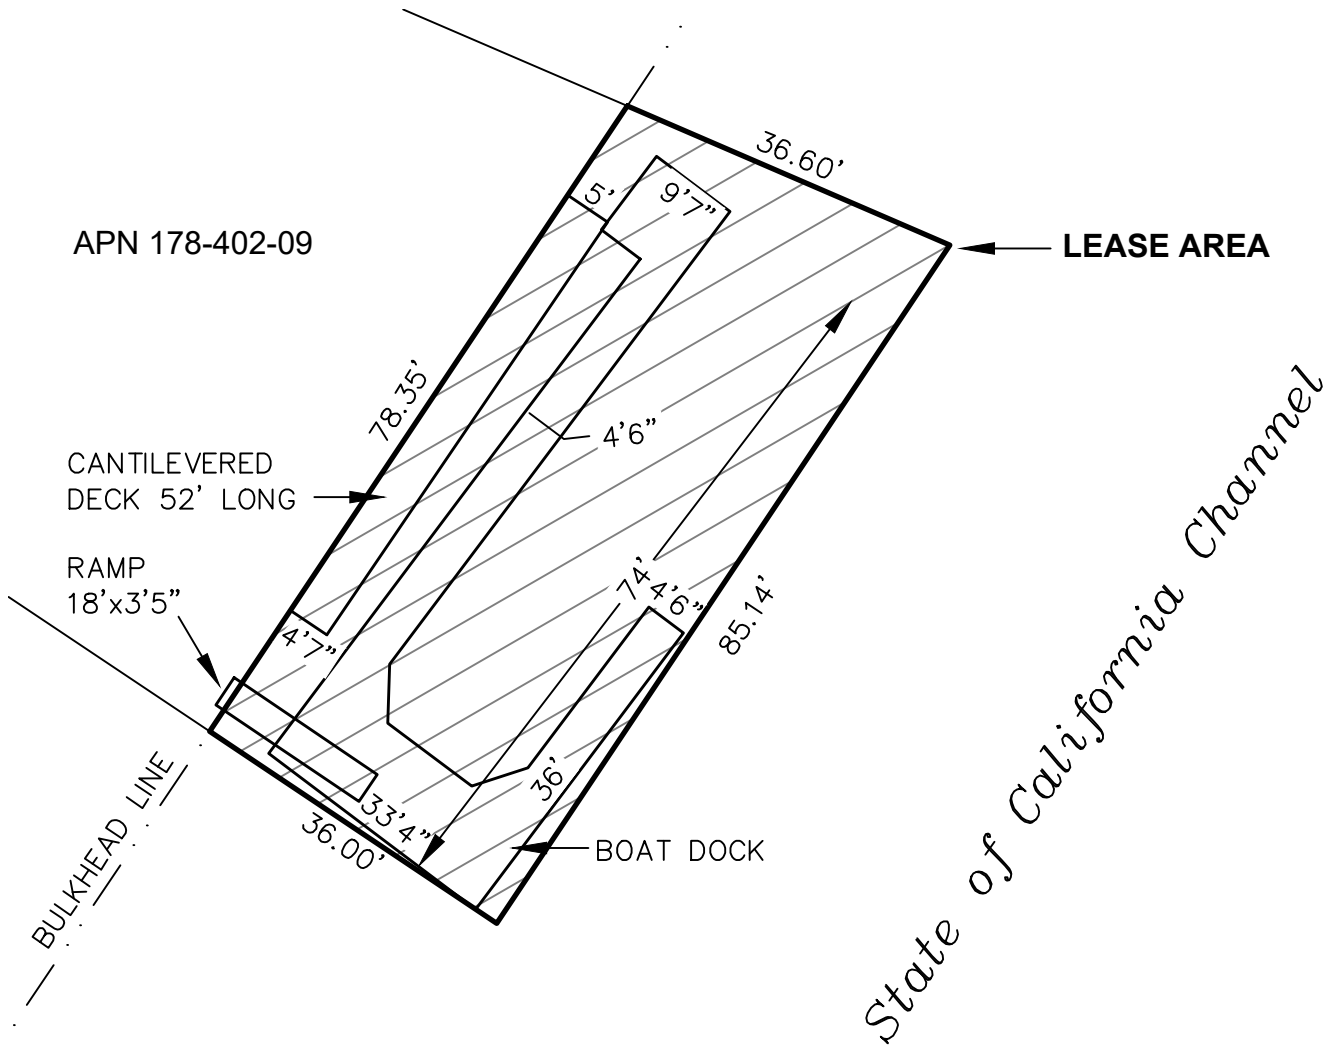 36.60'
5'
9'7"
APN 178-402-09
LEASE AREA
78.35'
4'6"
CANTILEVERED
DECK 52' LONG
RAMP
18'x3'5"
74'
4'6"
85.14'
4'7"
36'
33'4"
36.00'
BOAT DOCK
BULKHEAD LINE
State of California Channel